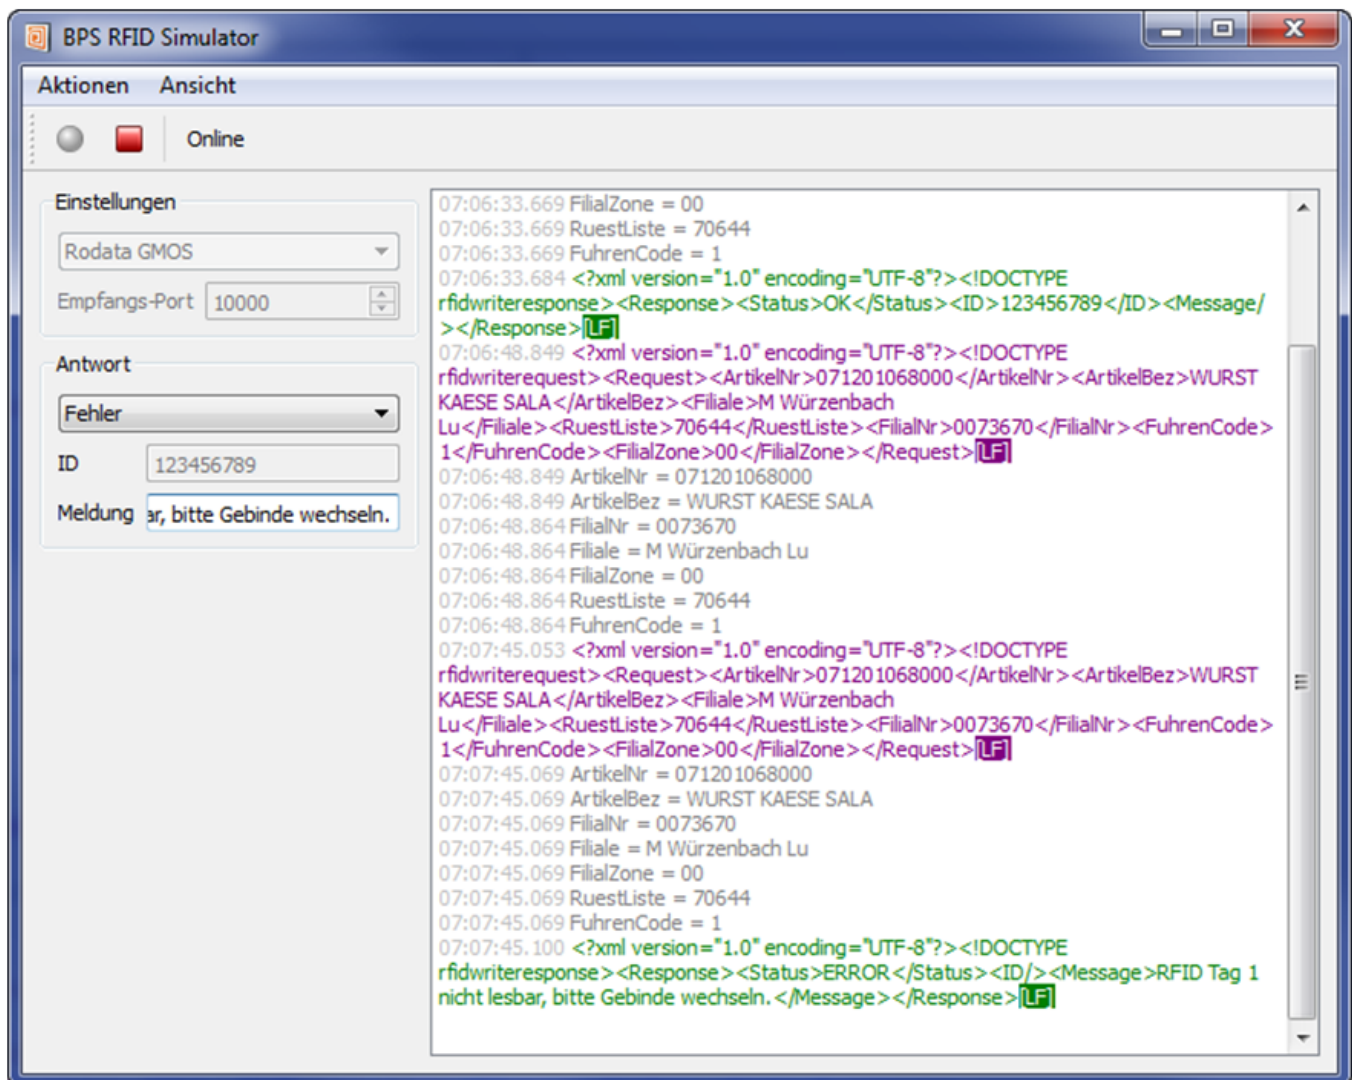 BPS RFID Simulator
Aktionen Ansicht
Online
Einstellungen
Rodata GMOS
Empfangs-Port 10000
Antwort
Fehler
ID 123456789
Meldung ar, bitte Gebinde wechseln.
07:06:33.669 FilialZone = 00
07:06:33.669 RuestListe = 70644
07:06:33.669 FuhrenCode = 1
07:06:33.684 <?xml version="1.0" encoding="UTF-8"?><!DOCTYPE
rfidwriteresponse><Response><Status>OK</Status><ID>123456789</ID><Message/
></Response>[LF]
07:06:48.849 <?xml version="1.0" encoding="UTF-8"?><!DOCTYPE
rfidwriterequest><Request><ArtikelNr>071201068000</ArtikelNr><ArtikelBez>WURST
KAESE SALA</ArtikelBez><Filiale>M Würzenbach
Lu</Filiale><RuestListe>70644</RuestListe><FilialNr>0073670</FilialNr><FuhrenCode>
1</FuhrenCode><FilialZone>00</FilialZone></Request>[LF]
07:06:48.849 ArtikelNr = 071201068000
07:06:48.849 ArtikelBez = WURST KAESE SALA
07:06:48.864 FilialNr = 0073670
07:06:48.864 Filiale = M Würzenbach Lu
07:06:48.864 FilialZone = 00
07:06:48.864 RuestListe = 70644
07:06:48.864 FuhrenCode = 1
07:07:45.053 <?xml version="1.0" encoding="UTF-8"?><!DOCTYPE
rfidwriterequest><Request><ArtikelNr>071201068000</ArtikelNr><ArtikelBez>WURST
KAESE SALA</ArtikelBez><Filiale>M Würzenbach
Lu</Filiale><RuestListe>70644</RuestListe><FilialNr>0073670</FilialNr><FuhrenCode>
1</FuhrenCode><FilialZone>00</FilialZone></Request>[LF]
07:07:45.069 ArtikelNr = 071201068000
07:07:45.069 ArtikelBez = WURST KAESE SALA
07:07:45.069 FilialNr = 0073670
07:07:45.069 Filiale = M Würzenbach Lu
07:07:45.069 FilialZone = 00
07:07:45.069 RuestListe = 70644
07:07:45.069 FuhrenCode = 1
07:07:45.100 <?xml version="1.0" encoding="UTF-8"?><!DOCTYPE
rfidwriteresponse><Response><Status>ERROR</Status><ID/><Message>RFID Tag 1
nicht lesbar, bitte Gebinde wechseln.</Message></Response>[LF]